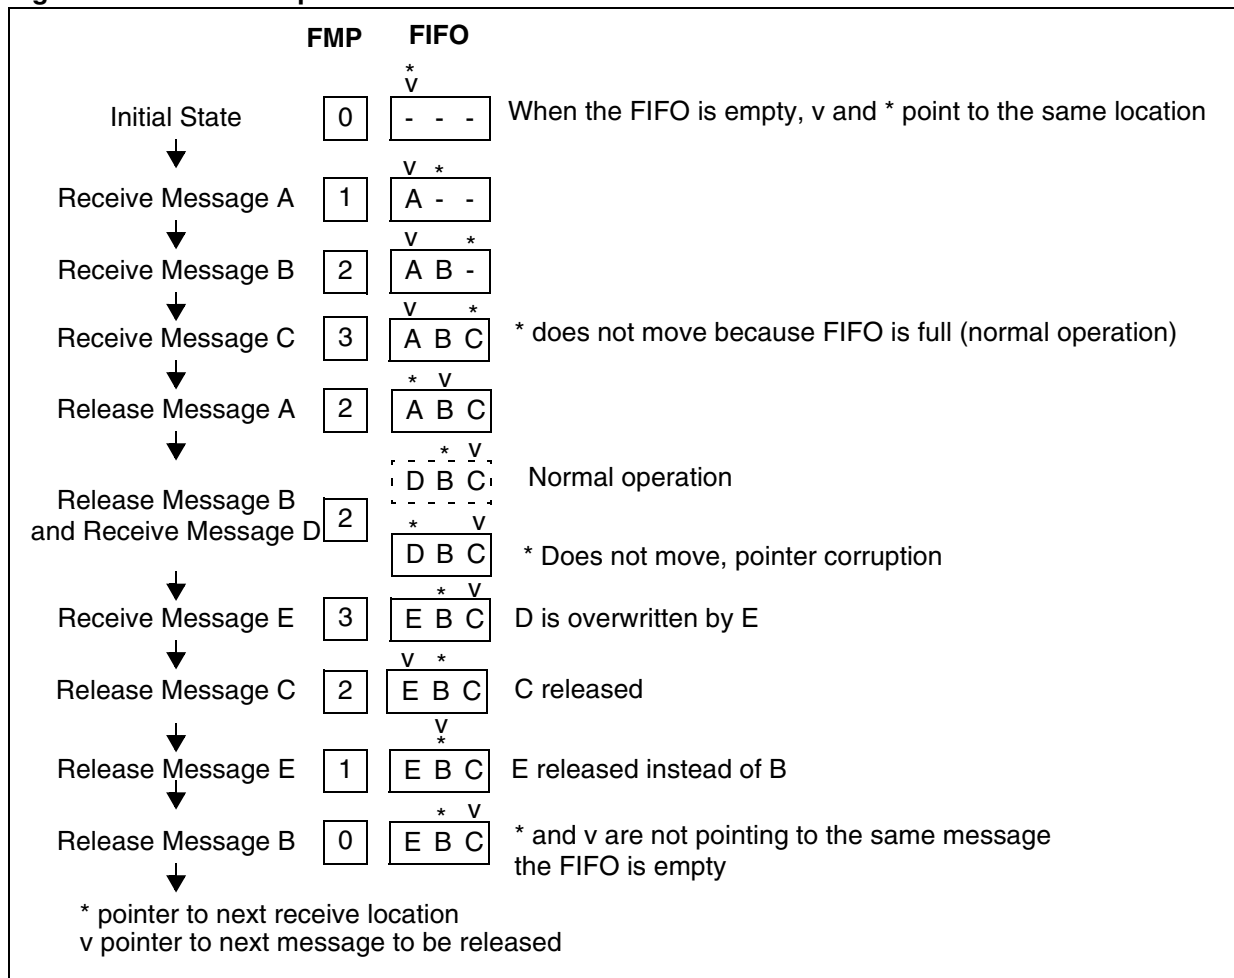 FMP FIFO
*
v
Initial State 0 - - - When the FIFO is empty, v and * point to the same location
v *
Receive Message A 1 A - -
v *
Receive Message B 2 A B -
v *
Receive Message C 3 A B C * does not move because FIFO is full (normal operation)
* v
Release Message A 2 A B C
* v
D B C Normal operation
Release Message B
and Receive Message D 2
* v
D B C * Does not move, pointer corruption
* v
Receive Message E 3 E B C D is overwritten by E
v *
Release Message C 2 E B C C released
v
*
Release Message E 1 E B C E released instead of B
* v
Release Message B 0 E B C * and v are not pointing to the same message
the FIFO is empty
* pointer to next receive location
v pointer to next message to be released